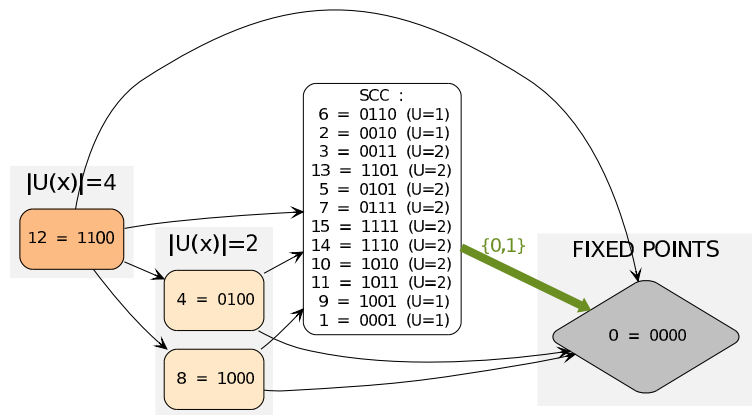 |U(x)|=4
12 = 1100
|U(x)|=2
4 = 0100
8 = 1000
SCC :
6 = 0110 (U=1)
2 = 0010 (U=1)
3 = 0011 (U=2)
13 = 1101 (U=2)
5 = 0101 (U=2)
7 = 0111 (U=2)
15 = 1111 (U=2)
14 = 1110 (U=2)
10 = 1010 (U=2)
11 = 1011 (U=2)
9 = 1001 (U=1)
1 = 0001 (U=1)
{0,1}
FIXED POINTS
0 = 0000